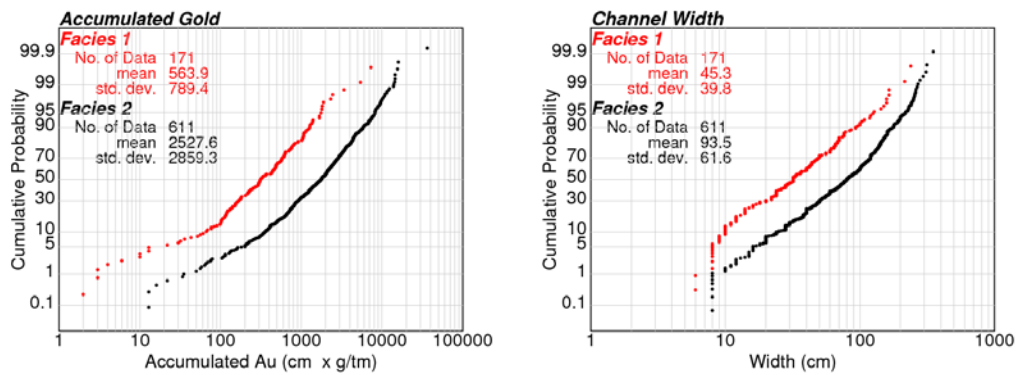 Accumulated Gold
Facies 1
No. of Data 171
mean 563.9
std. dev. 789.4
Facies 2
No. of Data 611
mean 2527.6
std. dev. 2859.3
Cumulative Probability
99.9
99
95
90
70
50
30
10
5
1
0.1
1 10 100 1000 10000 100000
Accumulated Au (cm x g/tm)
Channel Width
Facies 1
No. of Data 171
mean 45.3
std. dev. 39.8
Facies 2
No. of Data 611
mean 93.5
std. dev. 61.6
Cumulative Probability
99.9
99
95
90
70
50
30
10
5
1
0.1
1 10 100 1000
Width (cm)